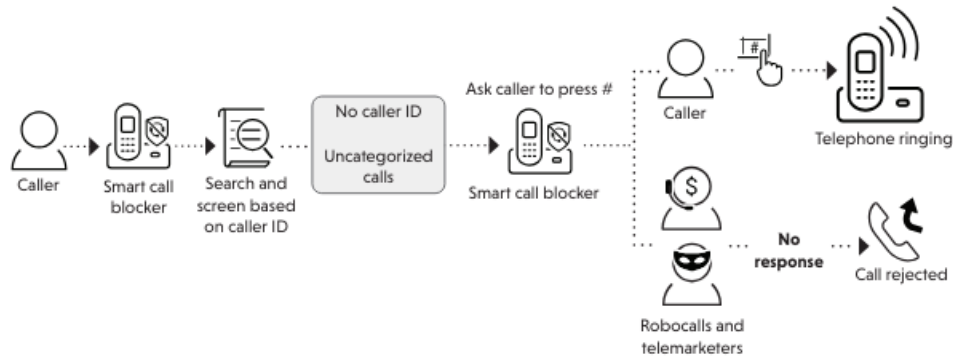 Caller
Smart call
blocker
Search and
screen based
on caller ID
No caller ID
Uncategorized
calls
Ask caller to press #
Smart call blocker
#
Caller
Telephone ringing
$
Robocalls and
telemarketers
No
response
Call rejected